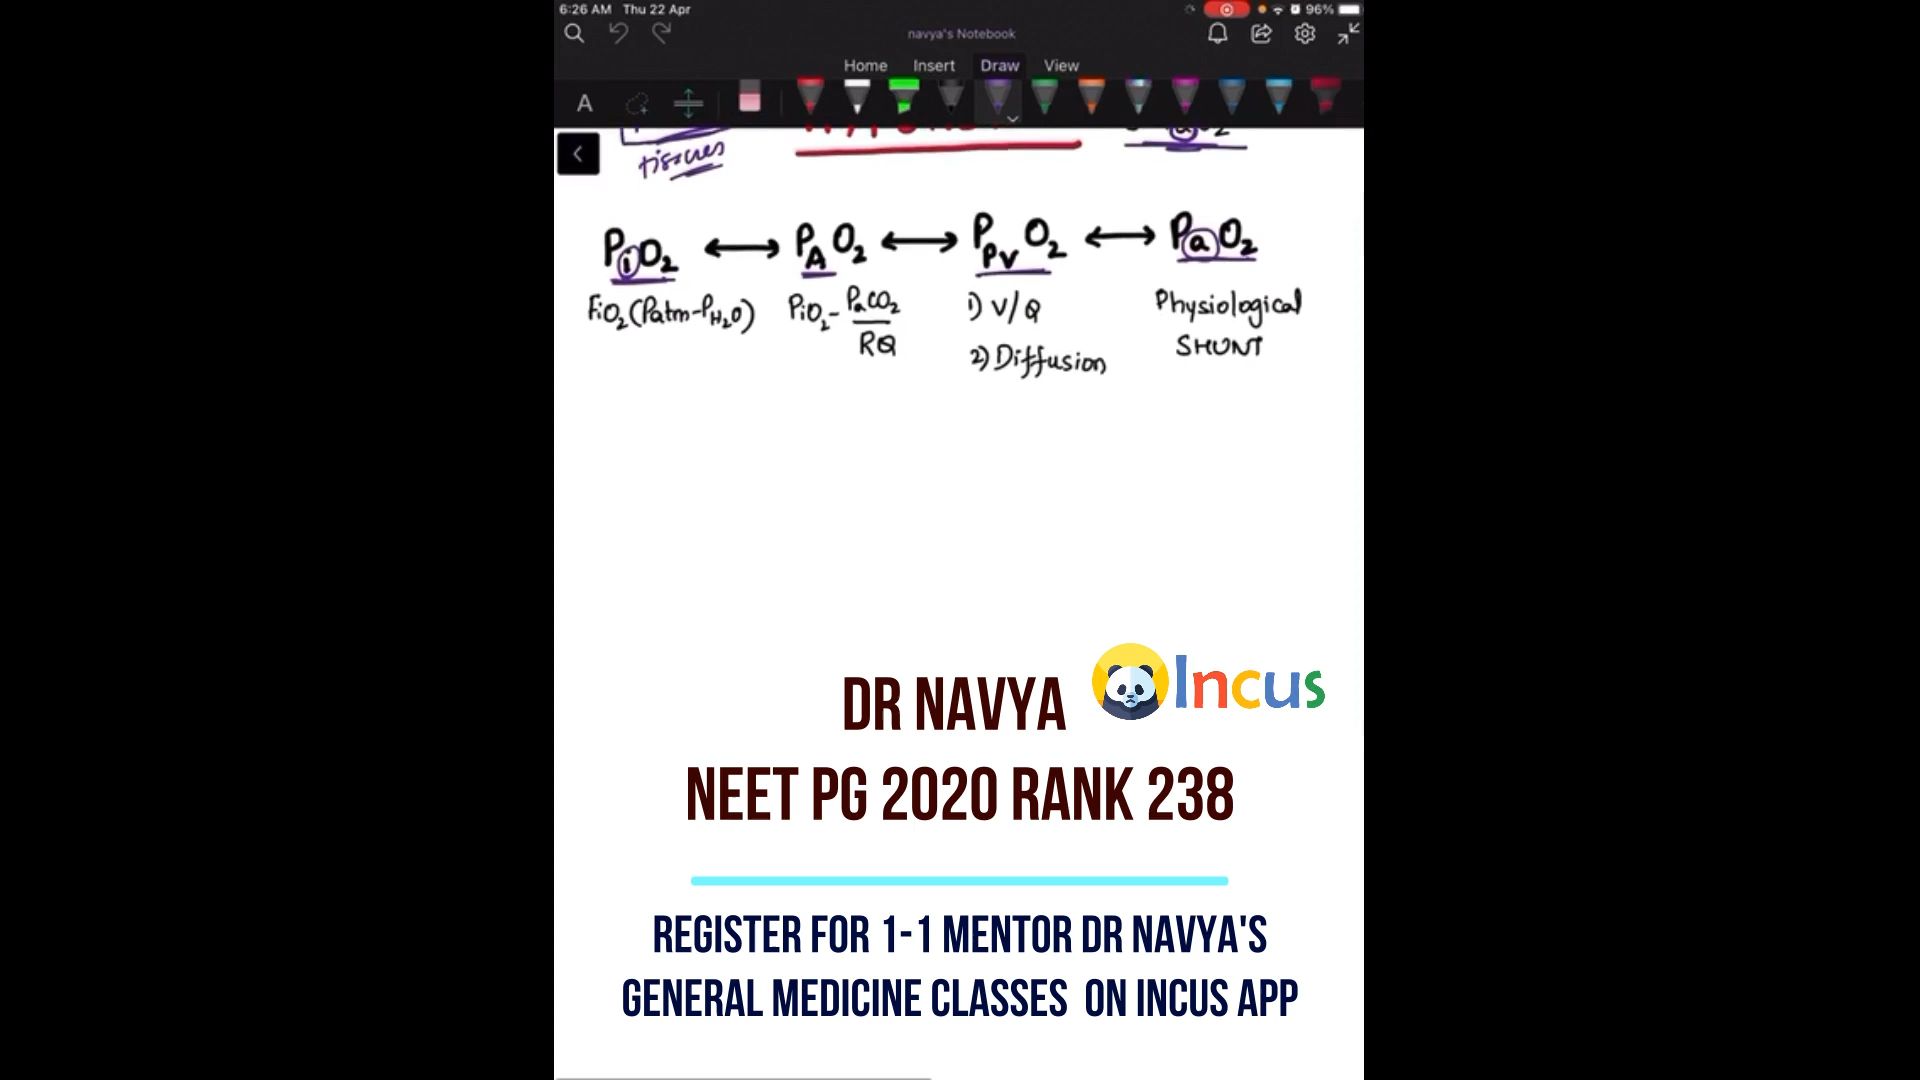 6:26 AM Thu 22 Apr 96%
navya's Notebook
Home Insert Draw View
A
tissues
PiO₂ ⟷ PAO₂ ⟷ PPVO₂ ⟷ PaO₂
FiO₂(Patm-PH₂O) PiO₂- PaCO₂/RQ 1) V/Q Physiological
2) Diffusion SHUNT
DR NAVYA Incus
NEET PG 2020 RANK 238
REGISTER FOR 1-1 MENTOR DR NAVYA'S
GENERAL MEDICINE CLASSES ON INCUS APP